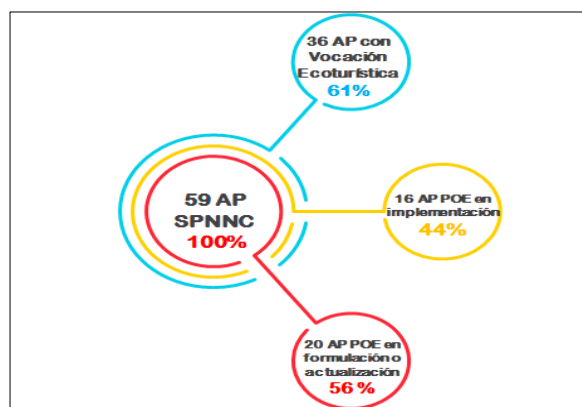 36 AP con
Vocación
Ecoturística
61%
59 AP
SPNNC
100%
16 AP POE en
implementación
44%
20 AP POE en
formulación o
actualización
56 %